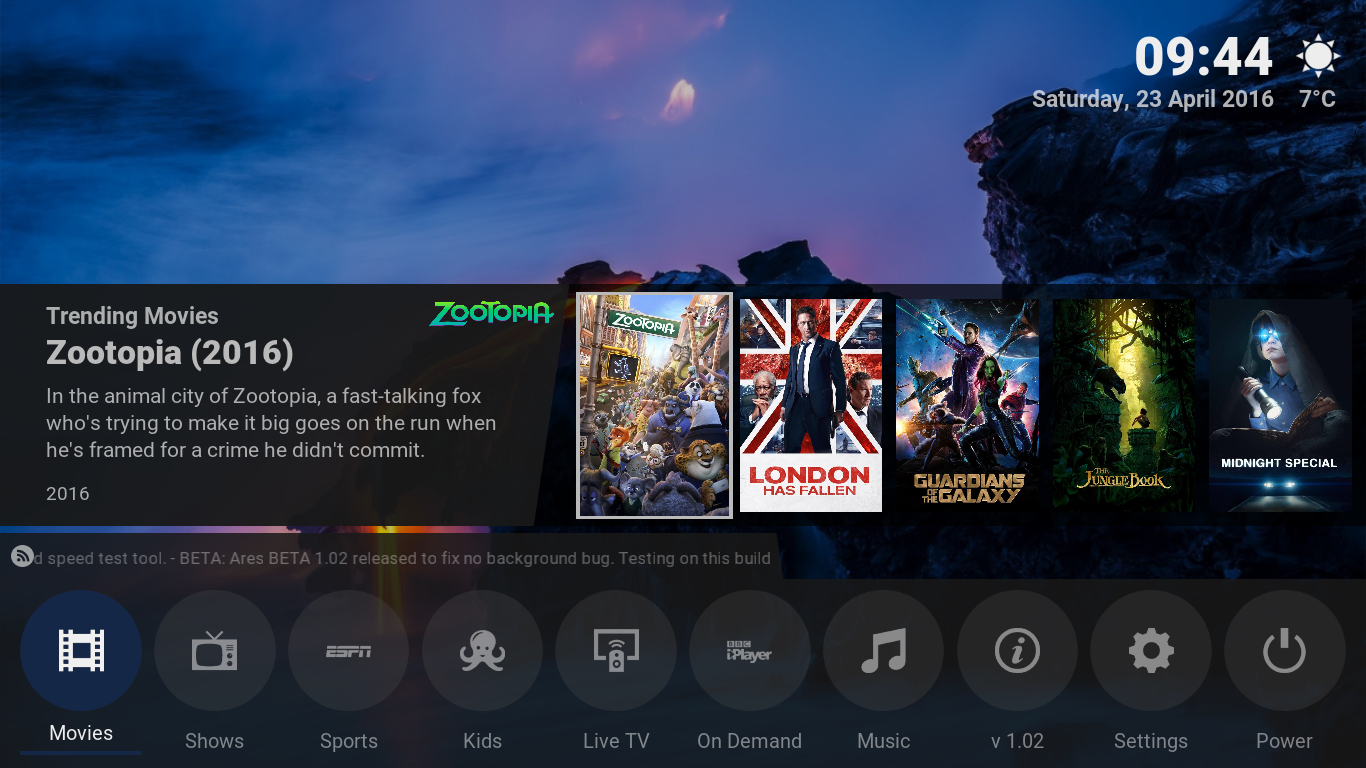 09:44
Saturday, 23 April 2016 7°C
Trending Movies
ZOOTOPIA
Zootopia (2016)
In the animal city of Zootopia, a fast-talking fox
who's trying to make it big goes on the run when
he's framed for a crime he didn't commit.
2016
ZOOTOPIA
LONDON
HAS FALLEN
GUARDIANS
OF THE GALAXY
THE
JUNGLE BOOK
MIDNIGHT SPECIAL
d speed test tool. - BETA: Ares BETA 1.02 released to fix no background bug. Testing on this build
ESPN
BBC
iPlayer
Movies
Shows
Sports
Kids
Live TV
On Demand
Music
v 1.02
Settings
Power